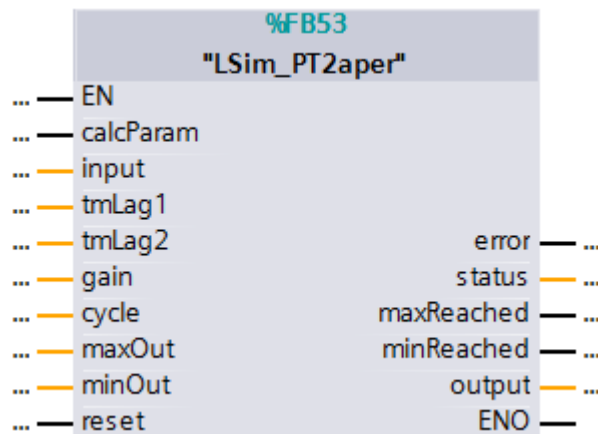 %FB53
"LSim_PT2aper"
... EN
... calcParam
... input
... tmLag1
... tmLag2 error ...
... gain status ...
... cycle maxReached ...
... maxOut minReached ...
... minOut output ...
... reset ENO